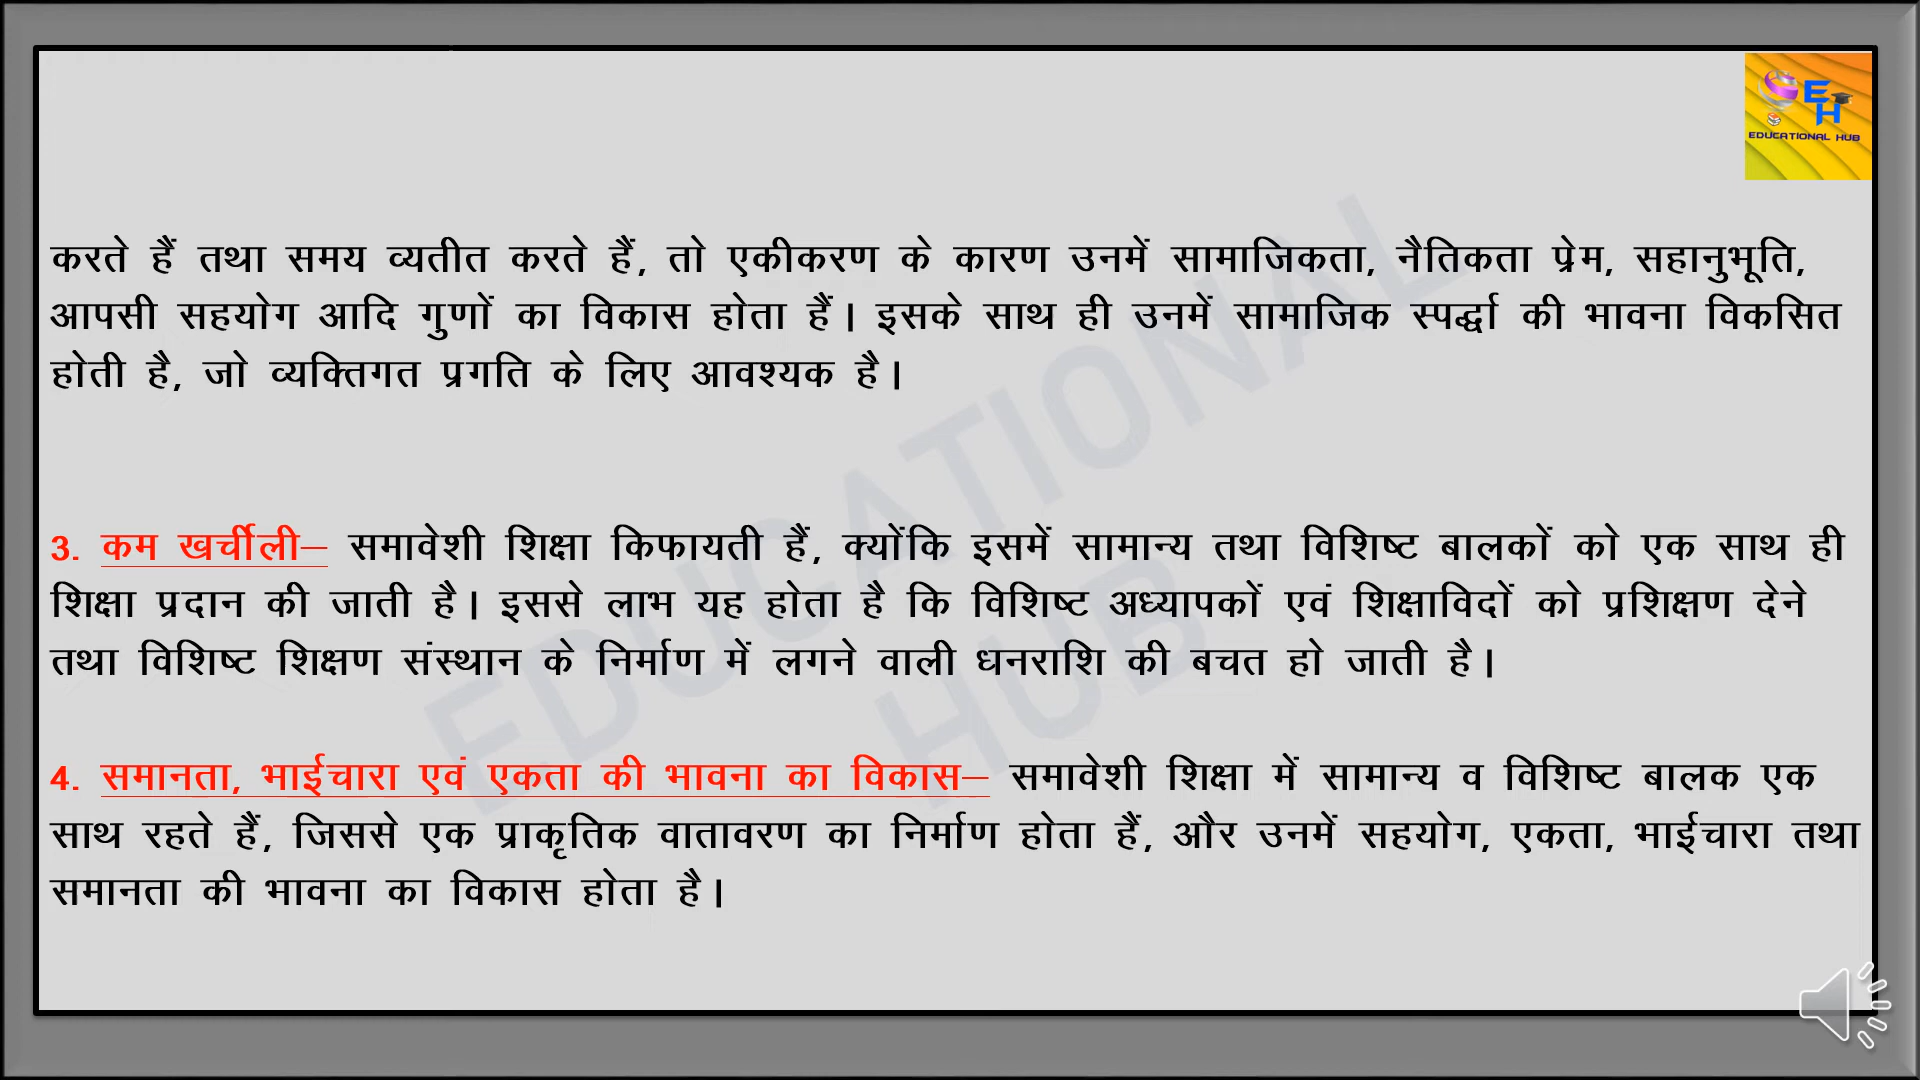 EH
EDUCATIONAL HUB
करते हैं तथा समय व्यतीत करते हैं, तो एकीकरण के कारण उनमें सामाजिकता, नैतिकता प्रेम, सहानुभूति,
आपसी सहयोग आदि गुणों का विकास होता हैं। इसके साथ ही उनमें सामाजिक स्पर्द्धा की भावना विकसित
होती है, जो व्यक्तिगत प्रगति के लिए आवश्यक है।
3. कम खर्चीली– समावेशी शिक्षा किफायती हैं, क्योंकि इसमें सामान्य तथा विशिष्ट बालकों को एक साथ ही
शिक्षा प्रदान की जाती है। इससे लाभ यह होता है कि विशिष्ट अध्यापकों एवं शिक्षाविदों को प्रशिक्षण देने
तथा विशिष्ट शिक्षण संस्थान के निर्माण में लगने वाली धनराशि की बचत हो जाती है।
4. समानता, भाईचारा एवं एकता की भावना का विकास– समावेशी शिक्षा में सामान्य व विशिष्ट बालक एक
साथ रहते हैं, जिससे एक प्राकृतिक वातावरण का निर्माण होता हैं, और उनमें सहयोग, एकता, भाईचारा तथा
समानता की भावना का विकास होता है।
EDUCATIONAL
HUB